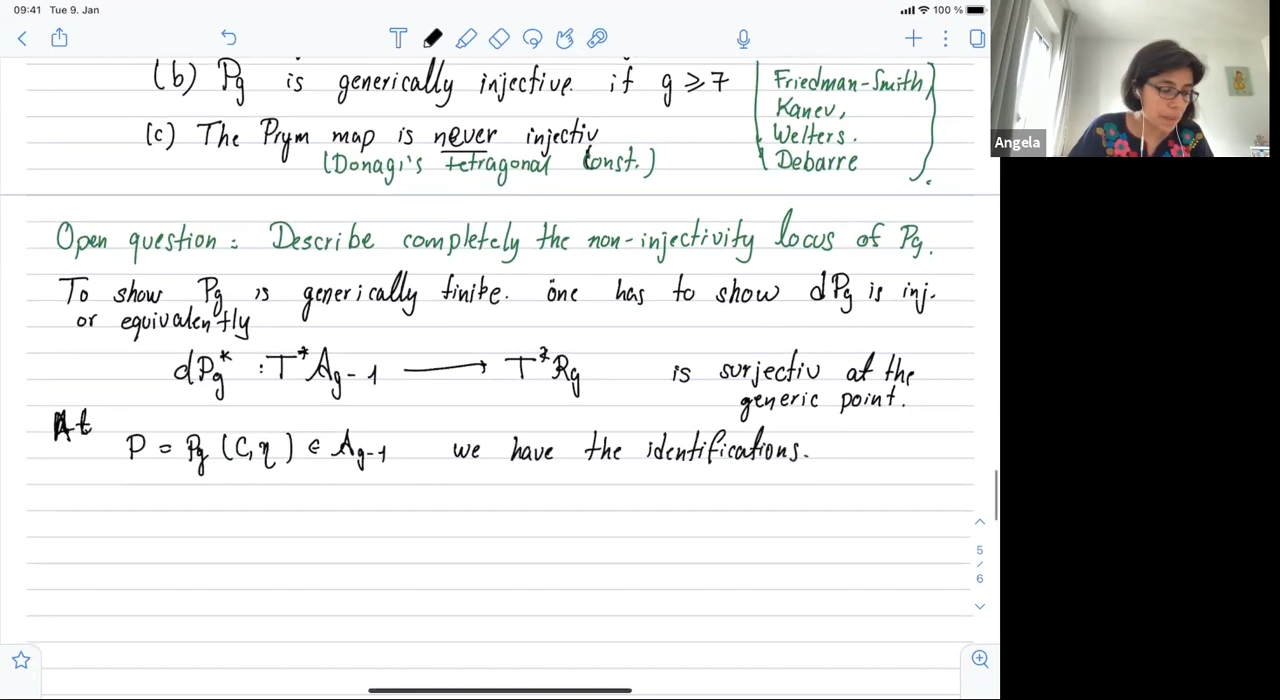 09:41 Tue 9. Jan
100 %
(b) Pg is generically injective. if g ≥ 7
Friedman-Smith,
Kanev,
Welters.
Debarre
(c) The Prym map is never injectiv
(Donagi's tetragonal Const.)
Angela
Open question: Describe completely the non-injectivity locus of Pg.
To show Pg is generically finite. one has to show dPg is inj.
or equivalently
dPg* : T*Ag-1 → T*Rg is surjectiv at the
generic point.
At
P = Pg (C, η) ∈ Ag-1 we have the identifications.
5
/
6